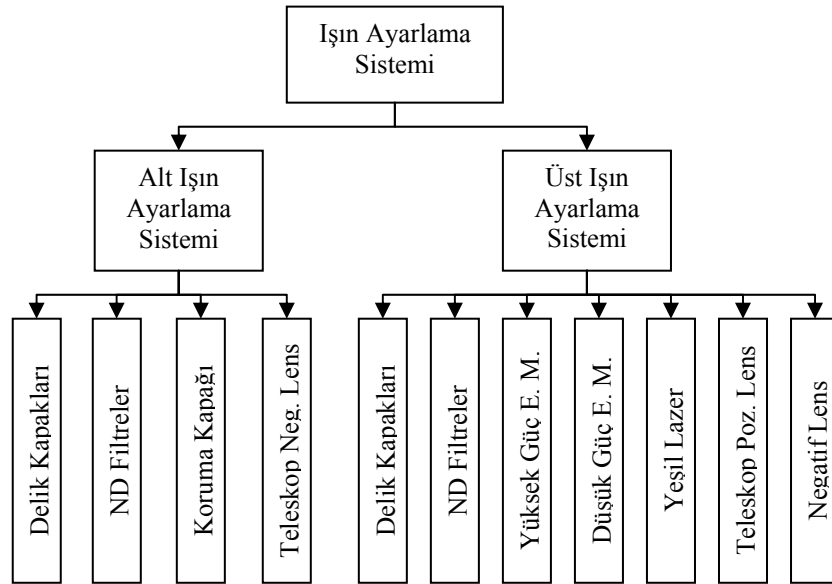 Işın Ayarlama
Sistemi
Alt Işın
Ayarlama
Sistemi
Üst Işın
Ayarlama
Sistemi
Delik Kapakları
ND Filtreler
Koruma Kapağı
Teleskop Neg. Lens
Delik Kapakları
ND Filtreler
Yüksek Güç E. M.
Düşük Güç E. M.
Yeşil Lazer
Teleskop Poz. Lens
Negatif Lens